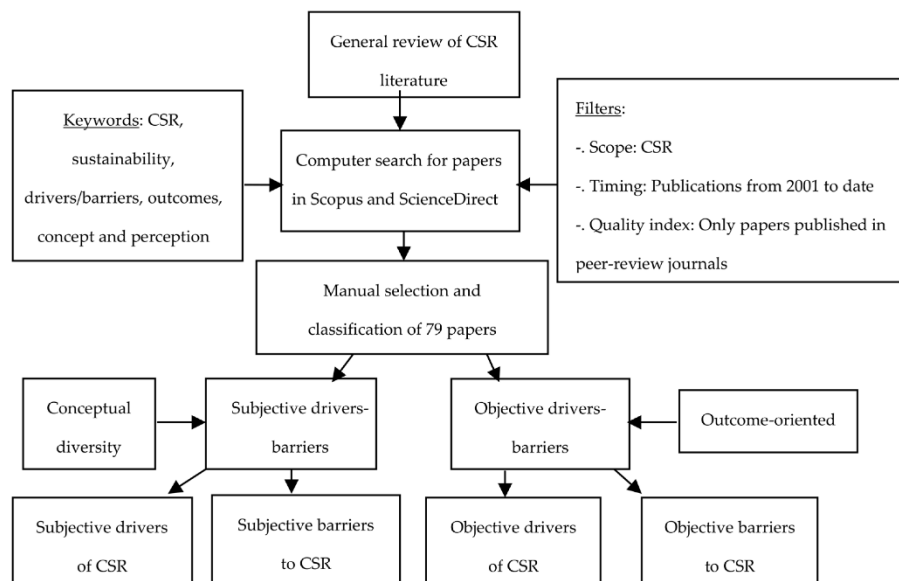 General review of CSR
literature
Keywords: CSR,
sustainability,
drivers/barriers, outcomes,
concept and perception
Computer search for papers
in Scopus and ScienceDirect
Filters:
-. Scope: CSR
-. Timing: Publications from 2001 to date
-. Quality index: Only papers published in
peer-review journals
Manual selection and
classification of 79 papers
Conceptual
diversity
Subjective drivers-
barriers
Objective drivers-
barriers
Outcome-oriented
Subjective drivers
of CSR
Subjective barriers
to CSR
Objective drivers
of CSR
Objective barriers
to CSR